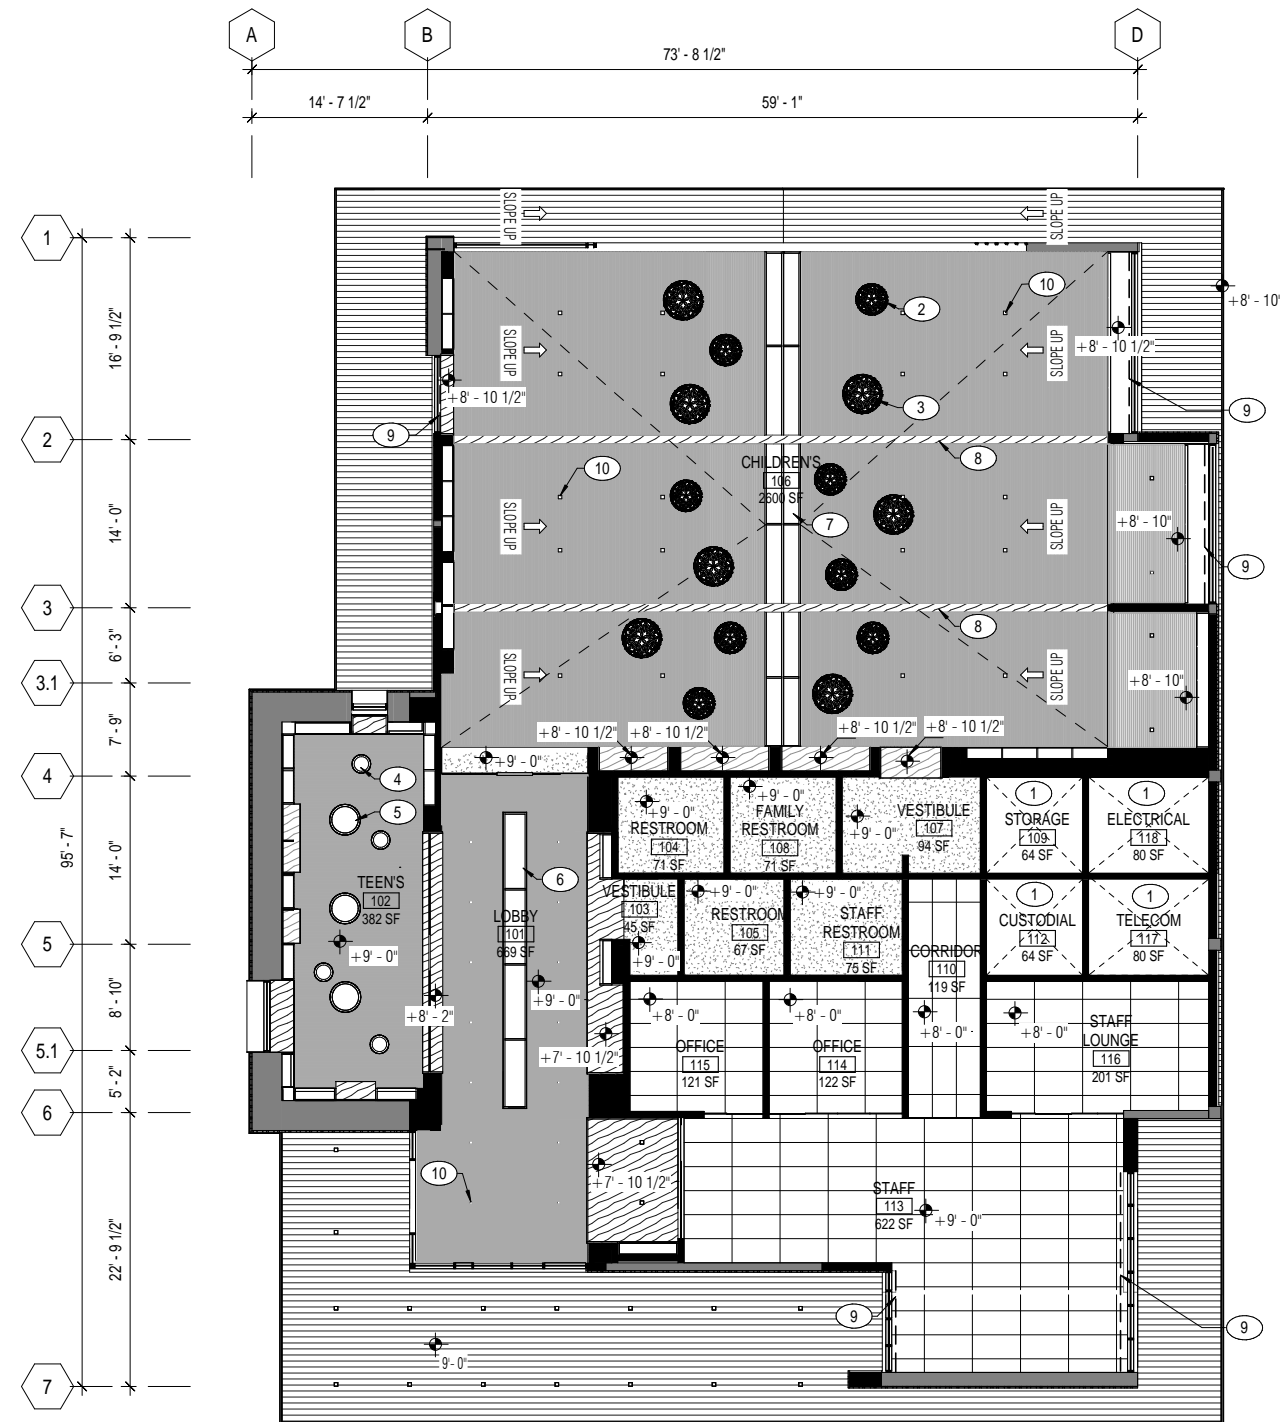 A
B
D
73' - 8 1/2"
14' - 7 1/2"
59' - 1"
SLOPE UP
SLOPE UP
1
2
10
+8' - 10"
16' - 9 1/2"
SLOPE UP
SLOPE UP
+8' - 10 1/2"
+8' - 10 1/2"
3
9
9
2
8
CHILDREN'S
106
2600 SF
10
7
14' - 0"
SLOPE UP
SLOPE UP
+8' - 10"
9
3
8
6' - 3"
SLOPE UP
SLOPE UP
3.1
+8' - 10"
7' - 9"
+8' - 10 1/2"
+8' - 10 1/2"
+8' - 10 1/2"
+8' - 10 1/2"
+9' - 0"
4
4
5
95' - 7"
14' - 0"
+9' - 0"
RESTROOM
104
71 SF
+9' - 0"
FAMILY
RESTROOM
108
71 SF
+9' - 0"
VESTIBULE
107
94 SF
1
STORAGE
109
64 SF
1
ELECTRICAL
118
80 SF
6
TEEN'S
102
382 SF
+9' - 0"
LOBBY
101
669 SF
+9' - 0"
VESTIBULE
103
45 SF
+9' - 0"
+9' - 0"
RESTROOM
105
67 SF
+9' - 0"
STAFF
RESTROOM
111
75 SF
CORRIDOR
110
119 SF
+8' - 0"
1
CUSTODIAL
112
64 SF
1
TELECOM
117
80 SF
5
8' - 10"
+8' - 2"
+7' - 10 1/2"
+8' - 0"
OFFICE
115
121 SF
+8' - 0"
OFFICE
114
122 SF
+8' - 0"
STAFF
LOUNGE
116
201 SF
5.1
5' - 2"
6
10
+7' - 10 1/2"
STAFF
113
622 SF
+9' - 0"
22' - 9 1/2"
9
9
9'- 0"
7